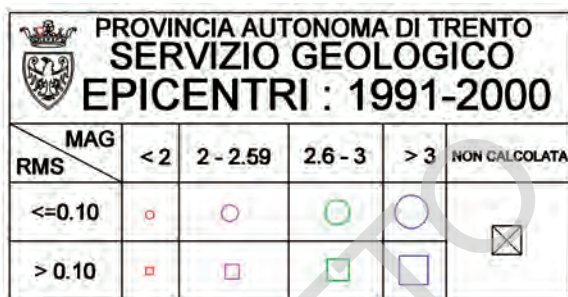 PROVINCIA AUTONOMA DI TRENTO
SERVIZIO GEOLOGICO
EPICENTRI : 1991-2000
MAG
RMS
< 2 2 - 2.59 2.6 - 3 > 3 NON CALCOLATA
<=0.10
> 0.10